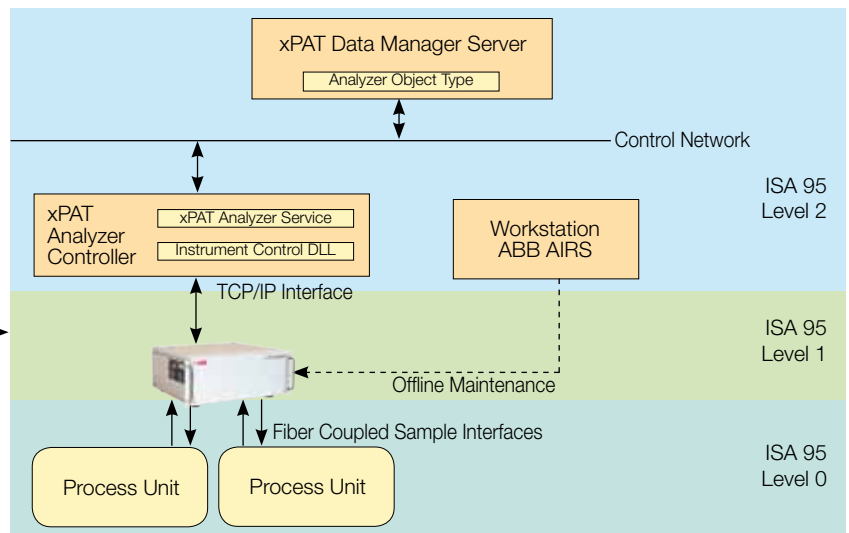 xPAT Data Manager Server
Analyzer Object Type
Control Network
ISA 95
Level 2
xPAT
Analyzer
Controller
xPAT Analyzer Service
Instrument Control DLL
Workstation
ABB AIRS
TCP/IP Interface
ISA 95
Level 1
Offline Maintenance
Fiber Coupled Sample Interfaces
ISA 95
Level 0
Process Unit
Process Unit